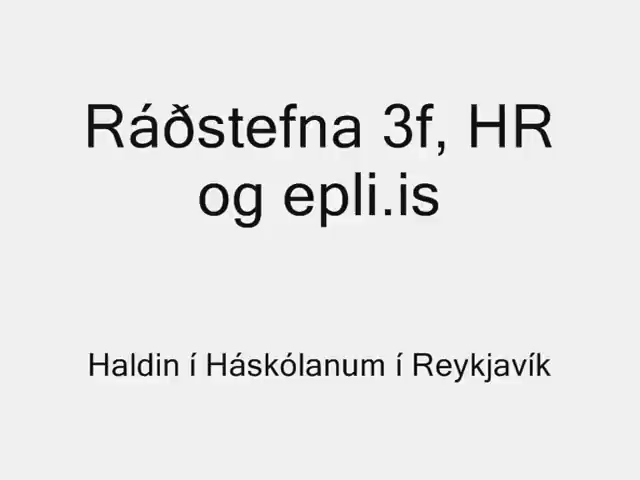 Ráðstefna 3f, HR
og epli.is
Haldin í Háskólanum í Reykjavík